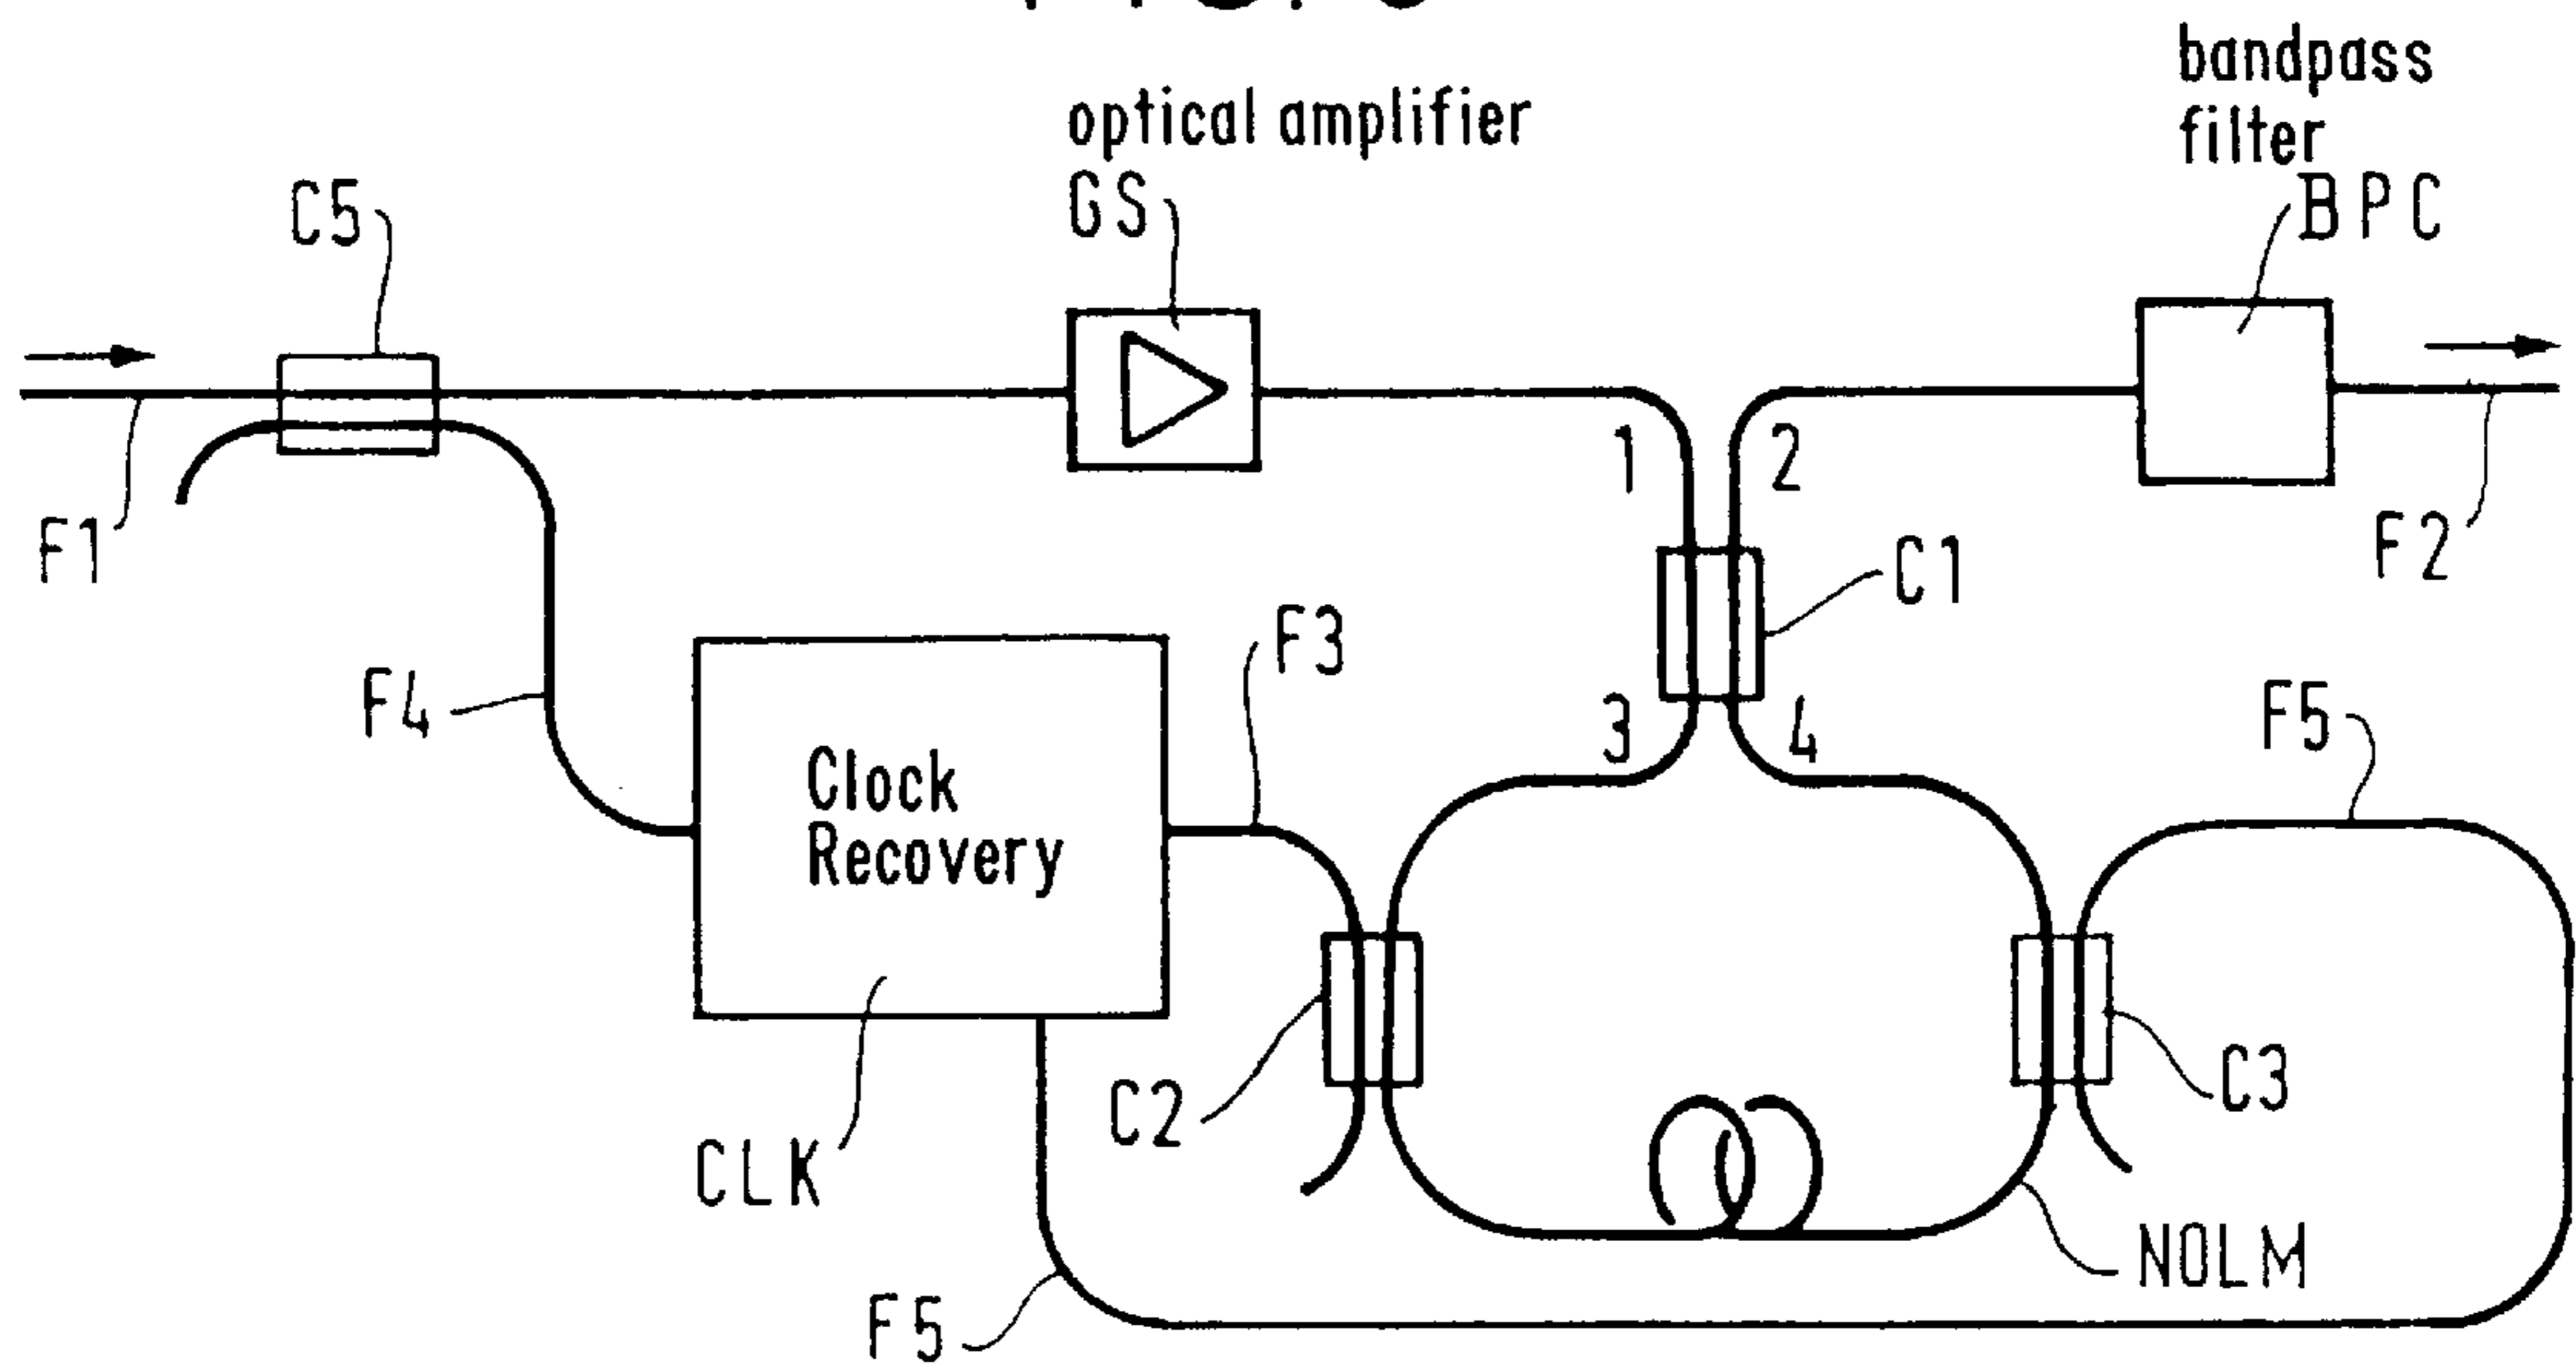 bandpass
filter
BPC
optical amplifier
GS
C5
1
2
F1
F2
C1
F3
F4
3
4
F5
Clock
Recovery
C2
C3
CLK
NOLM
F5